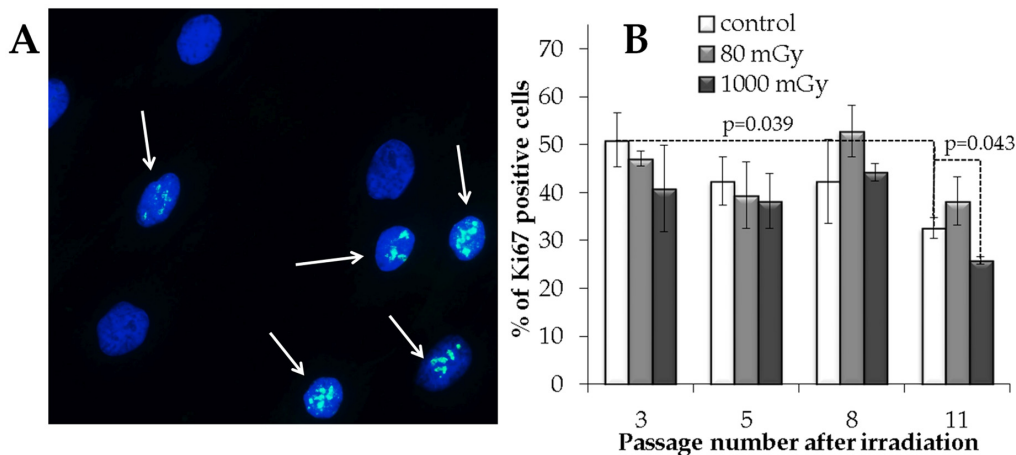 A
B
control
80 mGy
1000 mGy
% of Ki67 positive cells
70
60
50
40
30
20
10
0
p=0.039
p=0.043
3 5 8 11
Passage number after irradiation